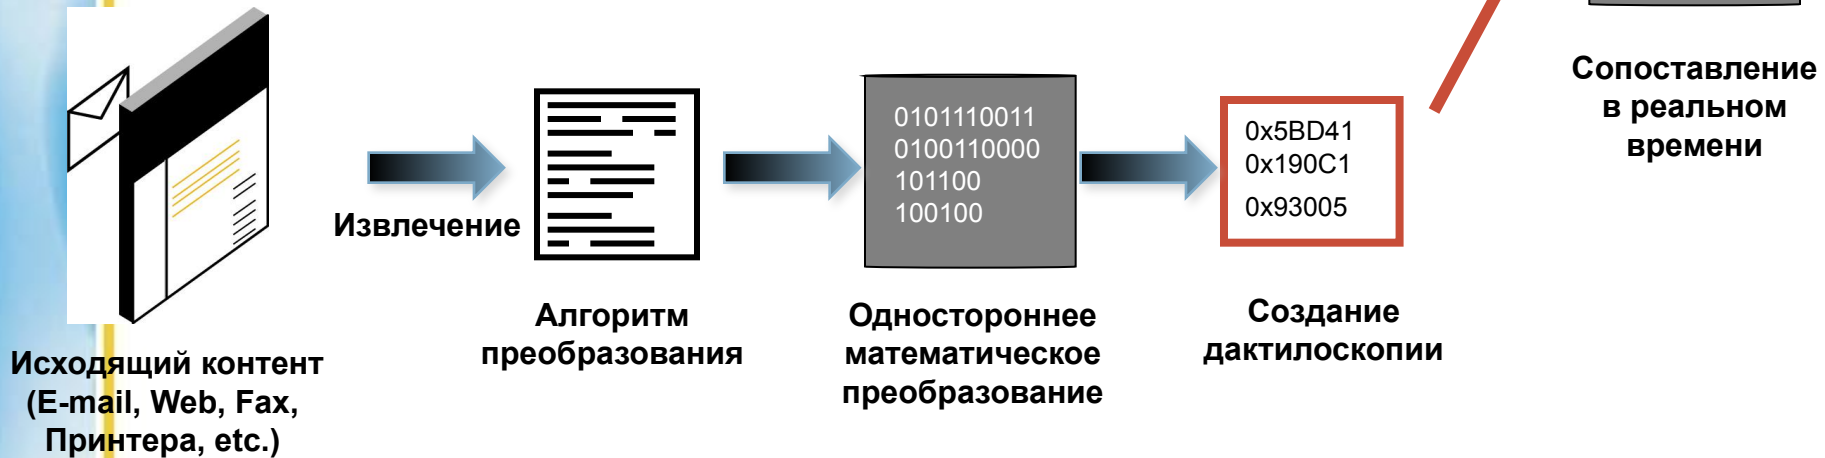 Исходящий контент
(E-mail, Web, Fax,
Принтера, etc.)
Извлечение
Алгоритм
преобразования
0101110011
0100110000
101100
100100
Одностороннее
математическое
преобразование
0x5BD41
0x190C1
0x93005
Создание
дактилоскопии
Сопоставление
в реальном
времени